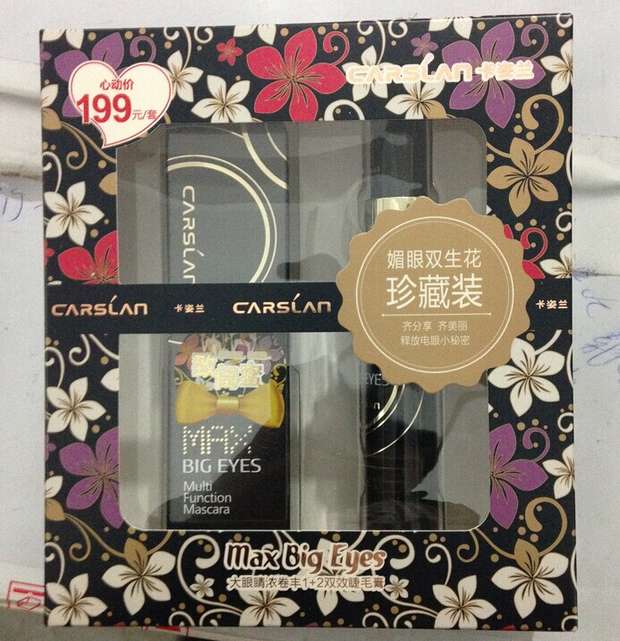 心动价
199元/套
CARSLAN 卡姿兰
CARSLAN
媚眼双生花
珍藏装
齐分享 齐美丽
释放电眼小秘密
CARSLAN 卡姿兰 CARSLAN 卡姿兰
MAX
BIG EYES
Multi
Function
Mascara
EYES
Max Big Eyes
大眼睛浓卷丰1+2双效睫毛膏